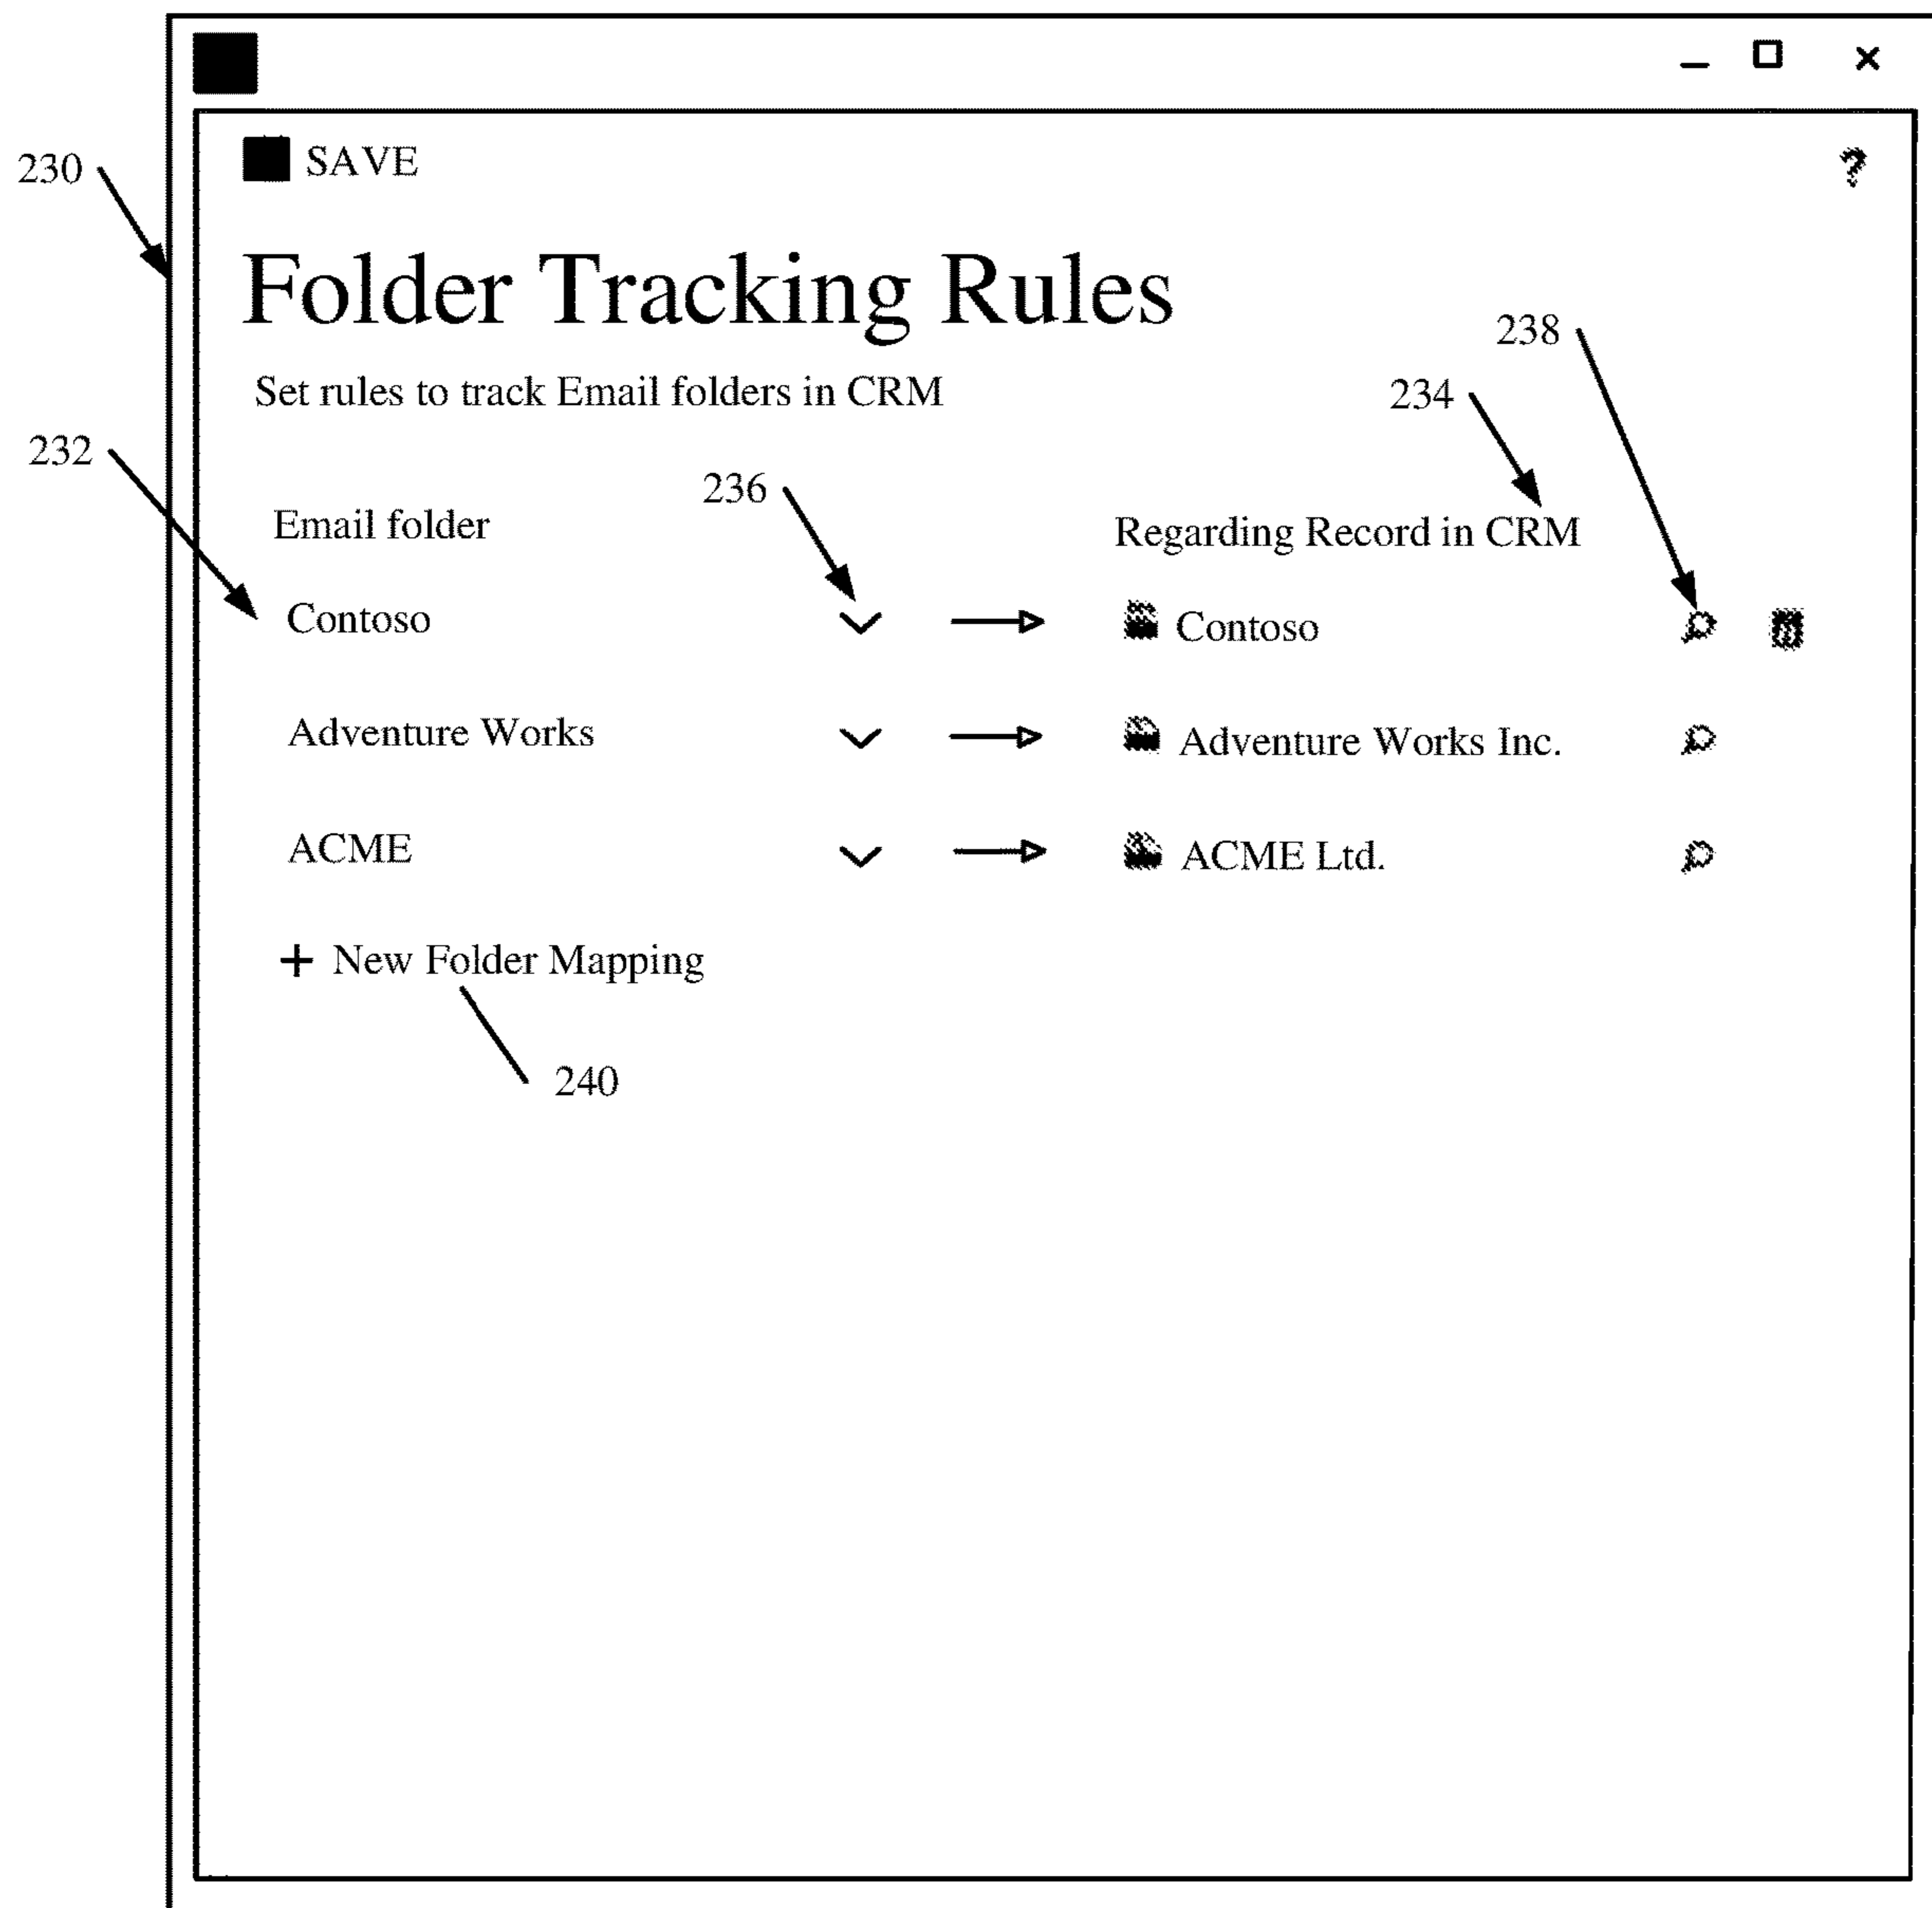 230
SAVE
?
Folder Tracking Rules
238
Set rules to track Email folders in CRM
234
232
236
Email folder
Regarding Record in CRM
Contoso Contoso
Adventure Works Adventure Works Inc.
ACME ACME Ltd.
+ New Folder Mapping
240